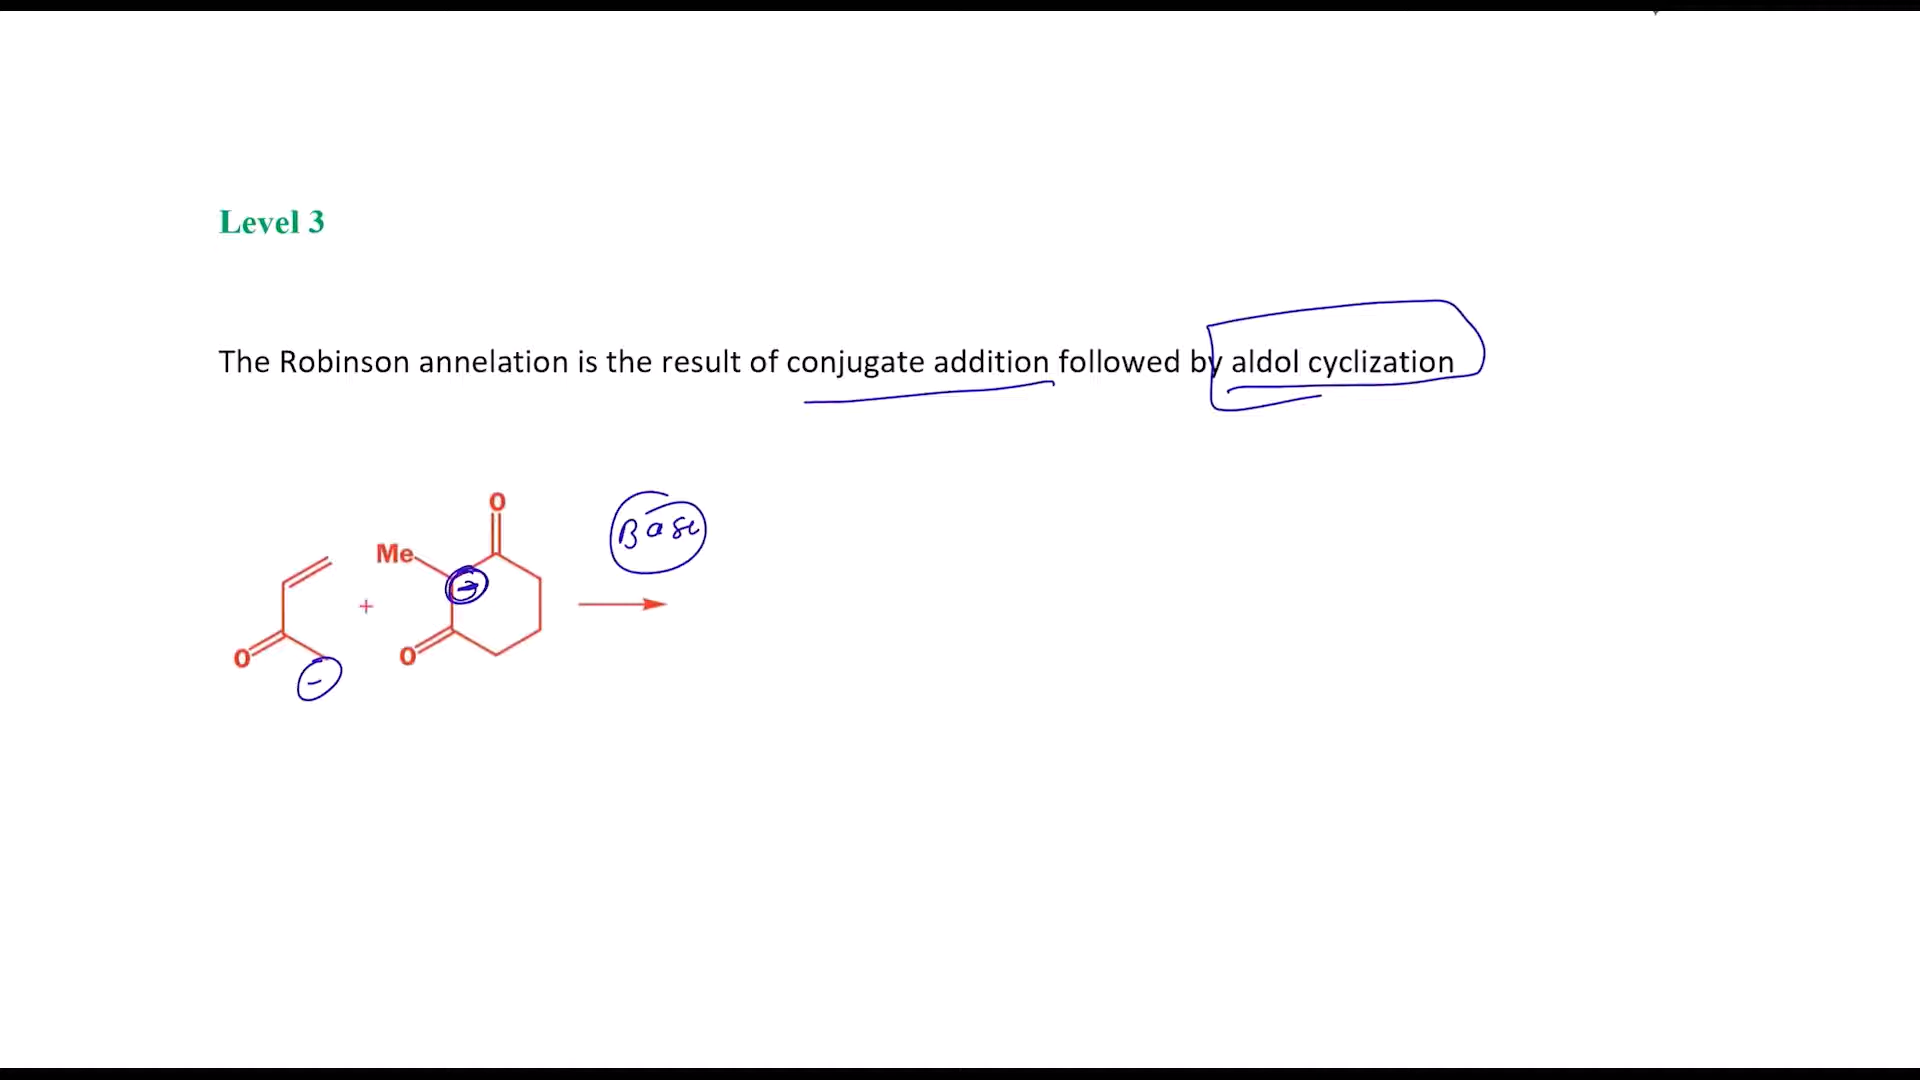 Level 3
The Robinson annelation is the result of conjugate addition followed by aldol cyclization
O
Base
Me
+
O
O